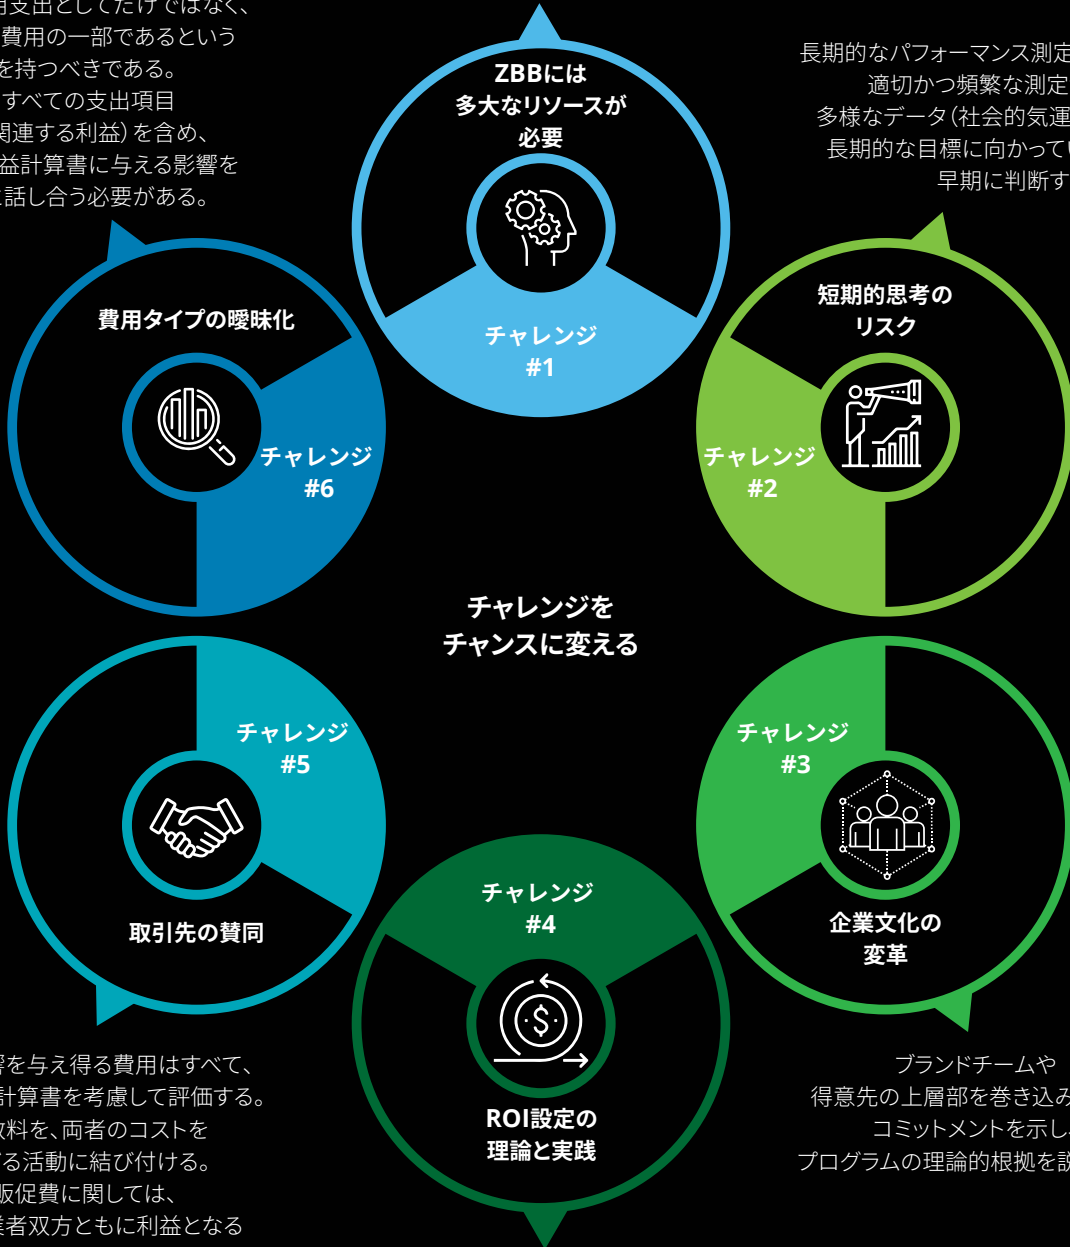 用支出としてだけではなく、
費用の一部であるという
を持つべきである。
すべての支出項目
関連する利益）を含め、
益計算書に与える影響を
に話し合う必要がある。
ZBBには
多大なリソースが
必要
チャレンジ
#1
長期的なパフォーマンス測定
適切かつ頻繁な測定
多様なデータ（社会的気運
長期的な目標に向かってい
早期に判断す
短期的思考の
リスク
チャレンジ
#2
費用タイプの曖昧化
チャレンジ
#6
チャレンジを
チャンスに変える
チャレンジ
#3
企業文化の
変革
ブランドチームや
得意先の上層部を巻き込み
コミットメントを示し
プログラムの理論的根拠を説
チャレンジ
#4
ROI設定の
理論と実践
チャレンジ
#5
取引先の賛同
響を与え得る費用はすべて、
計算書を考慮して評価する。
数料を、両者のコストを
る活動に結び付ける。
販促費に関しては、
業者双方ともに利益となる